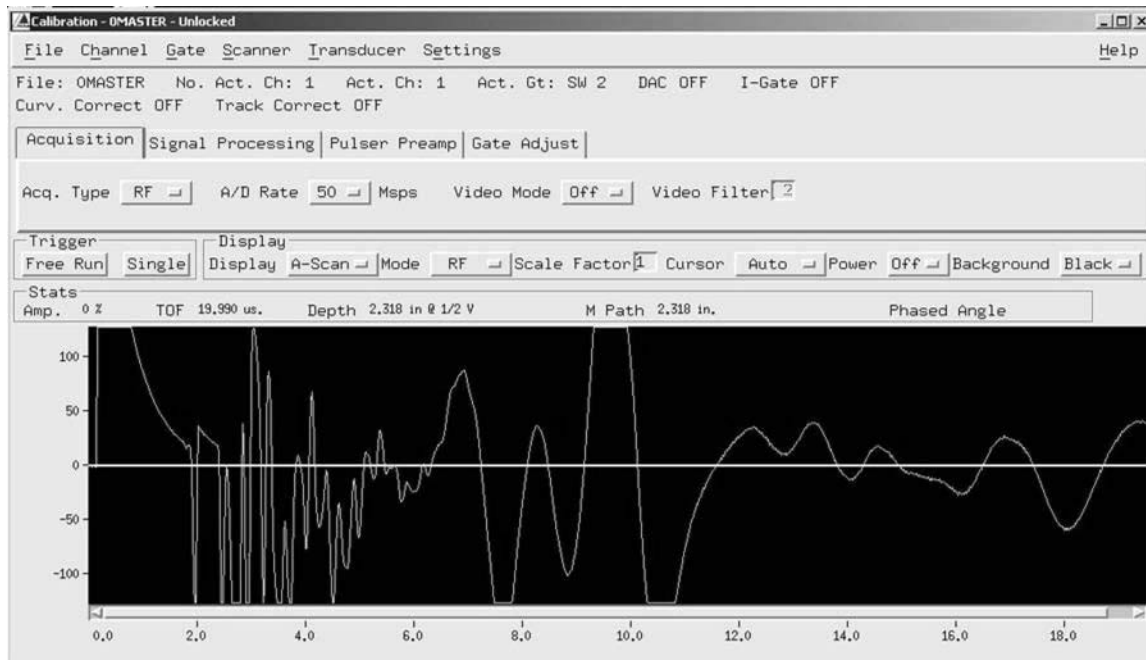 Calibration - 0MASTER - Unlocked
File Channel Gate Scanner Transducer Settings Help
File: OMASTER No. Act. Ch: 1 Act. Ch: 1 Act. Gt: SW 2 DAC OFF I-Gate OFF
Curv. Correct OFF Track Correct OFF
Acquisition Signal Processing Pulser Preamp Gate Adjust
Acq. Type RF A/D Rate 50 Msps Video Mode Off Video Filter 2
Trigger Display
Free Run Single Display A-Scan Mode RF Scale Factor 1 Cursor Auto Power Off Background Black
Stats
Amp. 0 % TOF 19.990 us. Depth 2.318 in @ 1/2 V M Path 2.318 in. Phased Angle
100
50
0
-50
-100
0.0 2.0 4.0 6.0 8.0 10.0 12.0 14.0 16.0 18.0